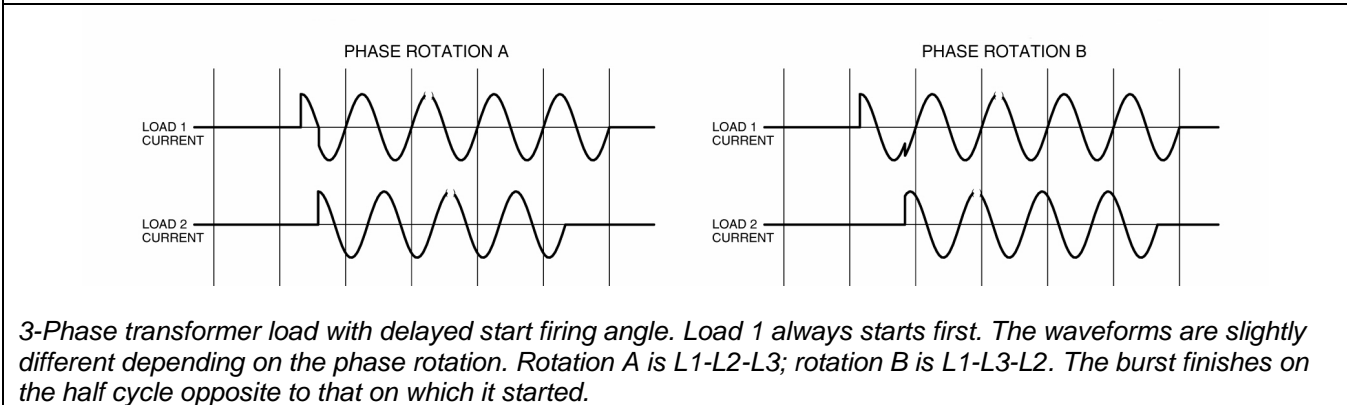 PHASE ROTATION A
PHASE ROTATION B
LOAD 1
CURRENT
LOAD 1
CURRENT
LOAD 2
CURRENT
LOAD 2
CURRENT
3-Phase transformer load with delayed start firing angle. Load 1 always starts first. The waveforms are slightly
different depending on the phase rotation. Rotation A is L1-L2-L3; rotation B is L1-L3-L2. The burst finishes on
the half cycle opposite to that on which it started.